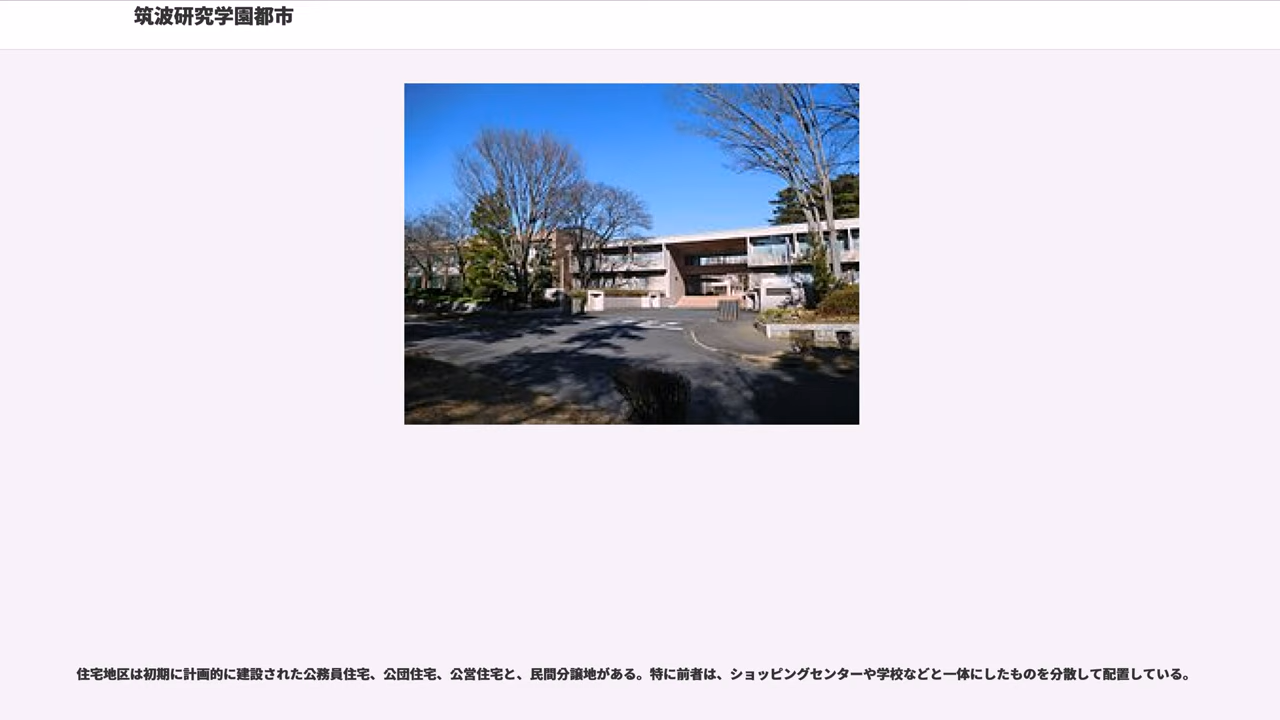 筑波研究学園都市
住宅地区は初期に計画的に建設された公務員住宅、公団住宅、公営住宅と、民間分譲地がある。特に前者は、ショッピングセンターや学校などと一体にしたものを分散して配置している。